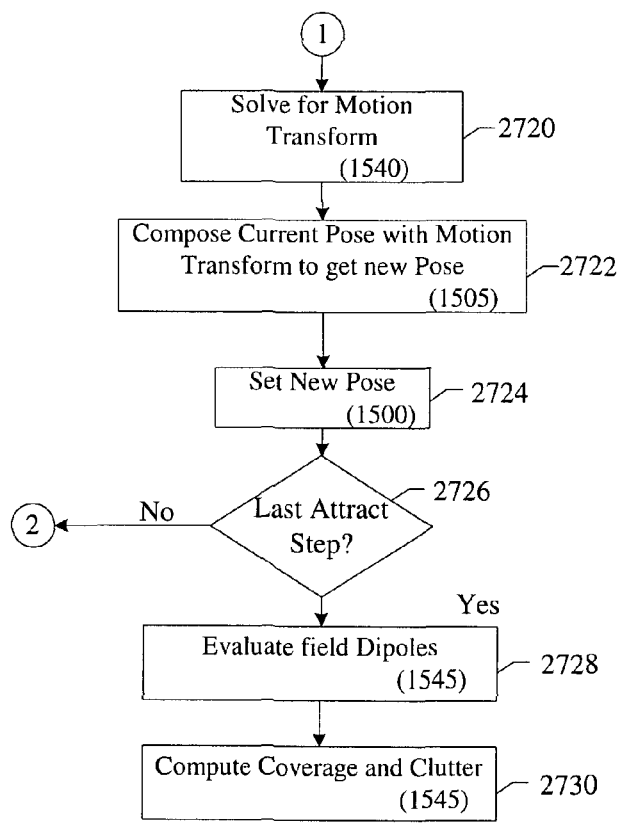 1
Solve for Motion
Transform
(1540)
2720
Compose Current Pose with Motion
Transform to get new Pose
(1505)
2722
Set New Pose
(1500)
2724
Last Attract
Step?
2726
No
2
Yes
Evaluate field Dipoles
(1545)
2728
Compute Coverage and Clutter
(1545)
2730